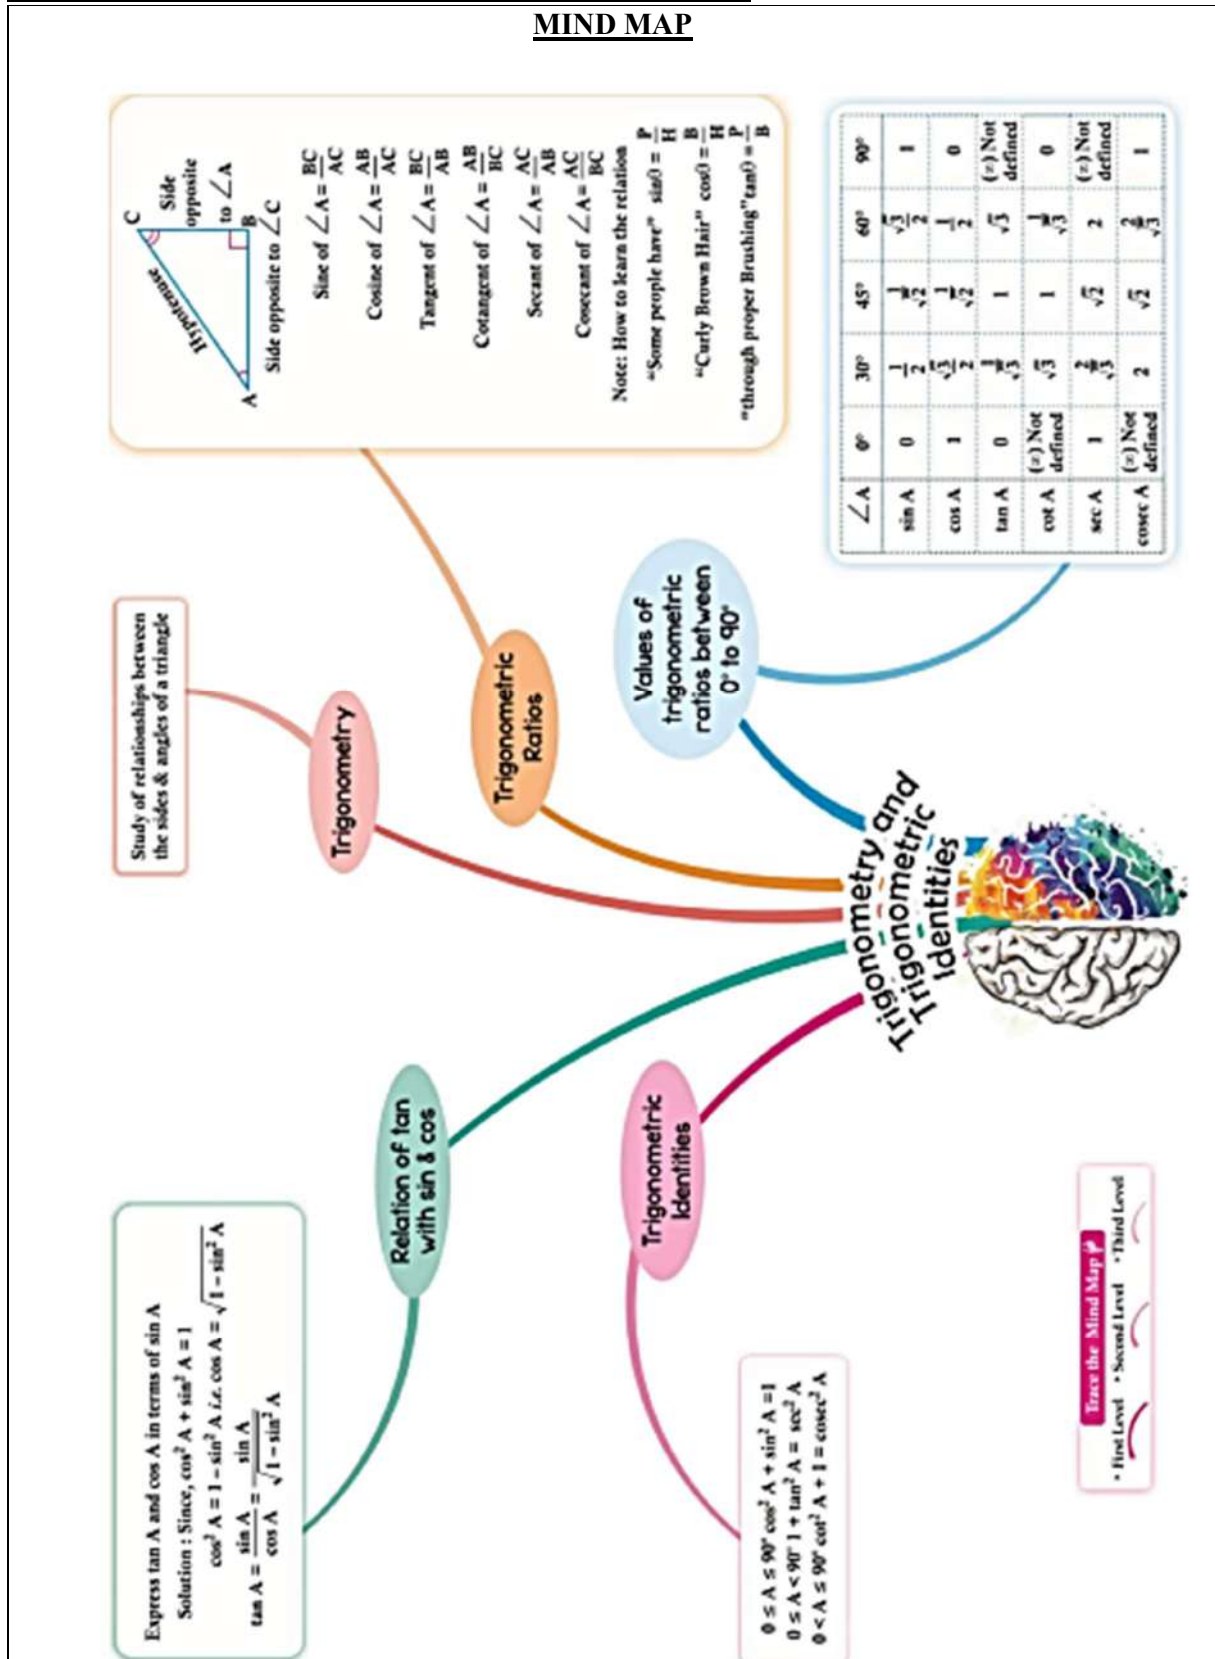 MIND MAP
Express tan A and cos A in terms of sin A
Solution : Since, cos² A + sin² A = 1
cos² A = 1 – sin² A i.e. cos A = √(1 – sin² A)
tan A = sin A / cos A = sin A / √(1 – sin² A)
Relation of tan
with sin & cos
0 ≤ A ≤ 90° cos² A + sin² A =1
0 ≤ A < 90° 1 + tan² A = sec² A
0 < A ≤ 90° cot² A + 1 = cosec² A
Trigonometric
Identities
Study of relationships between
the sides & angles of a triangle
Trigonometry
Trigonometric
Ratios
C
Hypotenuse
Side
opposite
to ∠A
A
B
Side opposite to ∠C
Sine of ∠A = BC/AC
Cosine of ∠A = AB/AC
Tangent of ∠A = BC/AB
Cotangent of ∠A = AB/BC
Secant of ∠A = AC/AB
Cosecant of ∠A = AC/BC
Note: How to learn the relation
"Some people have" sinθ = P/H
"Curly Brown Hair" cosθ = B/H
"through proper Brushing" tanθ = P/B
Values of
trigonometric
ratios between
0° to 90°
∠A 0° 30° 45° 60° 90°
sin A 0 1/2 1/√2 √3/2 1
cos A 1 √3/2 1/√2 1/2 0
tan A 0 1/√3 1 √3 (∞) Not defined
cot A (∞) Not defined √3 1 1/√3 0
sec A 1 2/√3 √2 2 (∞) Not defined
cosec A (∞) Not defined 2 √2 2/√3 1
Trigonometry and
Trigonometric
Identities
Trace the Mind Map
• First Level • Second Level • Third Level